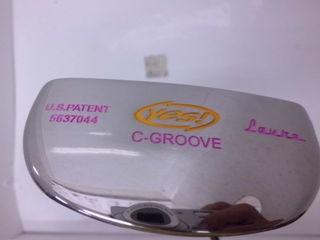 U.S.PATENT
5637044
YES!
C-GROOVE
Laura